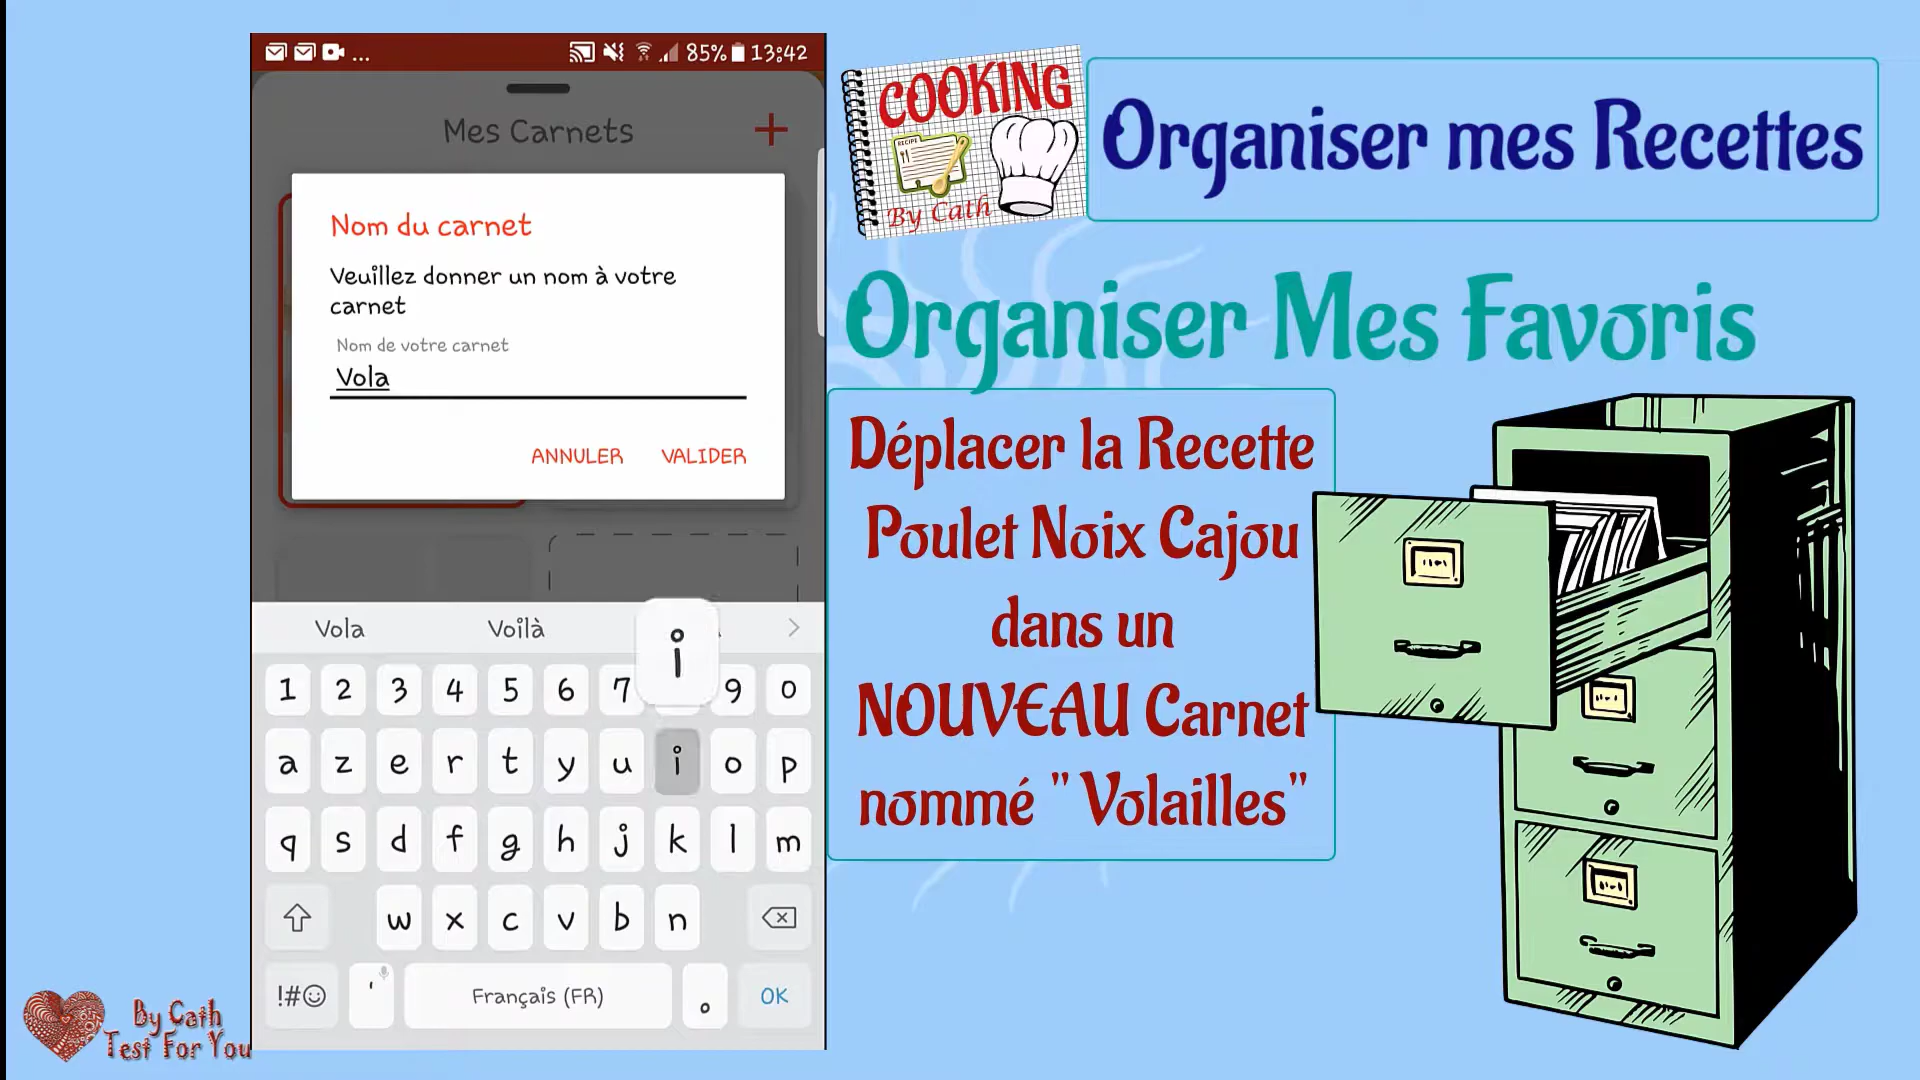 ... 85% 13:42
Mes Carnets
Nom du carnet
Veuillez donner un nom à votre
carnet
Nom de votre carnet
Vola
ANNULER VALIDER
Vola Voilà
i
1 2 3 4 5 6 7 9 0
a z e r t y u i o p
q s d f g h j k l m
w x c v b n
!#☺ ' Français (FR) . OK
COOKING
RECIPE
By Cath
Organiser mes Recettes
Organiser Mes Favoris
Déplacer la Recette
Poulet Noix Cajou
dans un
NOUVEAU Carnet
nommé "Volailles"
By Cath
Test For You